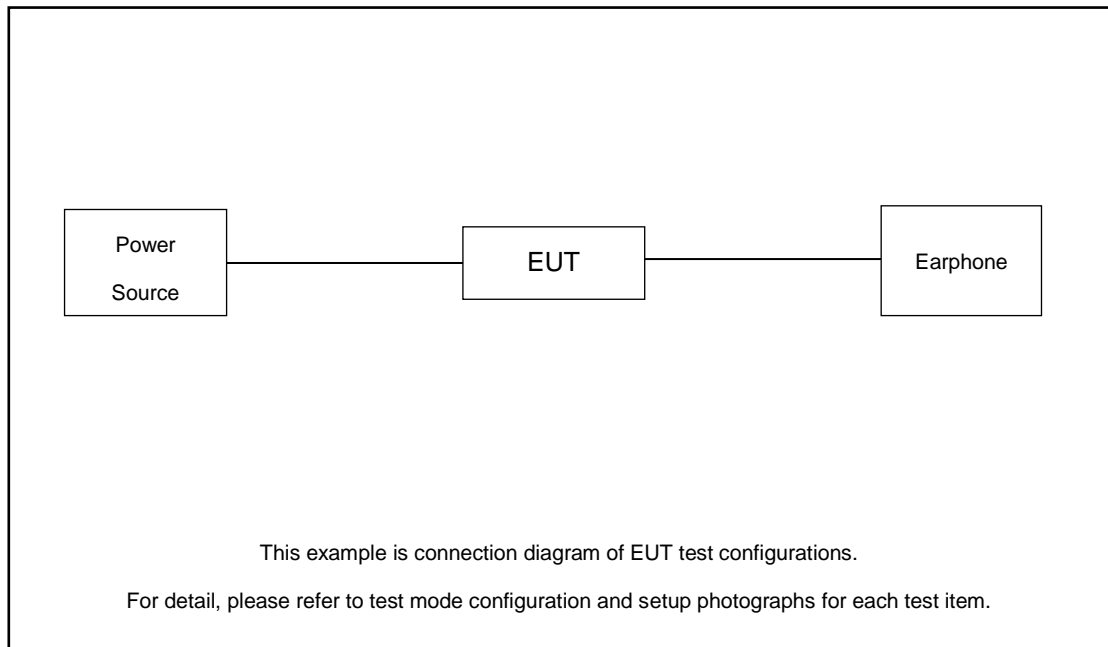 Power
Source
EUT
Earphone
This example is connection diagram of EUT test configurations.
For detail, please refer to test mode configuration and setup photographs for each test item.